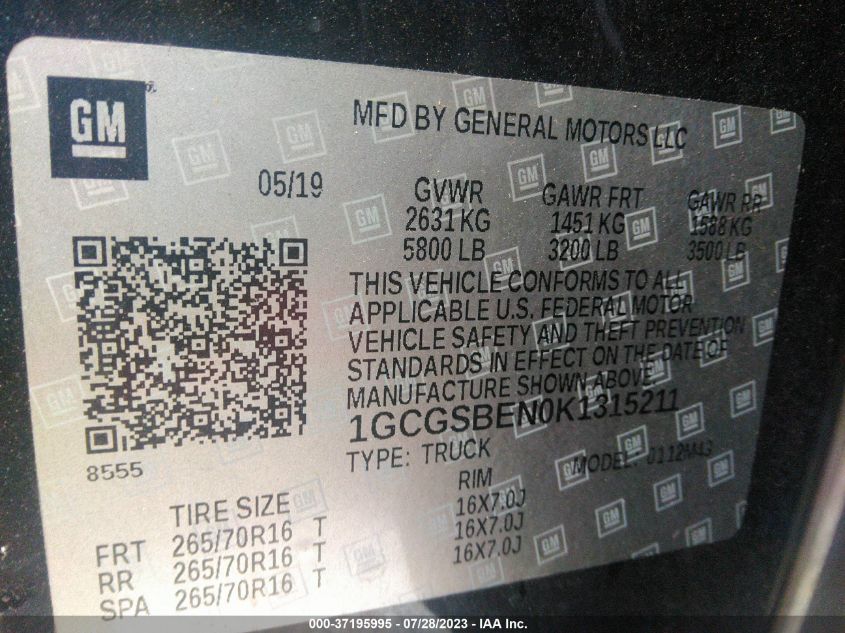 GM
MFD BY GENERAL MOTORS LLC
05/19
GVWR GAWR FRT GAWR RR
2631 KG 1451 KG 1588 KG
5800 LB 3200 LB 3500 LB
THIS VEHICLE CONFORMS TO ALL
APPLICABLE U.S. FEDERAL MOTOR
VEHICLE SAFETY AND THEFT PREVENTION
STANDARDS IN EFFECT ON THE DATE OF
MANUFACTURE SHOWN ABOVE.
1GCGSBEN0K1315211
8555
TYPE: TRUCK MODEL:
TIRE SIZE RIM
FRT 265/70R16 T 16X7.0J
RR 265/70R16 T 16X7.0J
SPA 265/70R16 T 16X7.0J
000-37195995 / 07/28/2023 - IAA Inc.